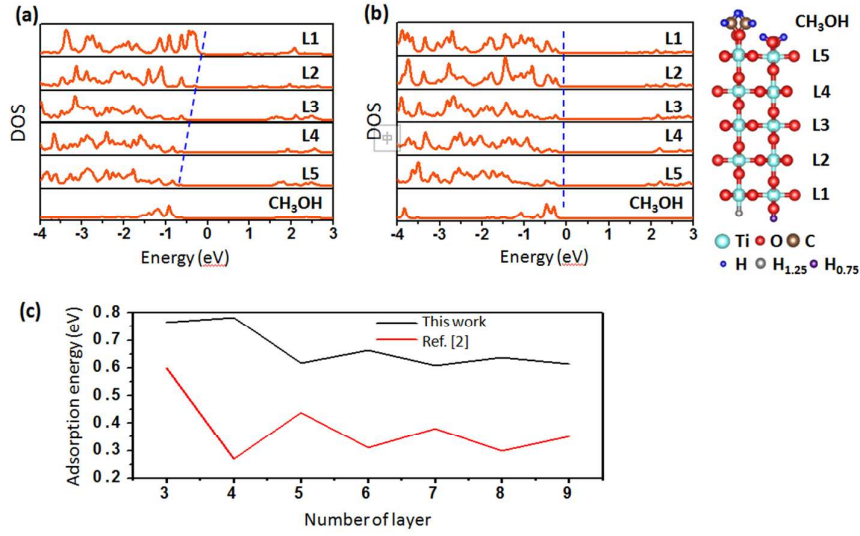 (a)
DOS
L1
L2
L3
L4
L5
CH₃OH
-4 -3 -2 -1 0 1 2 3
Energy (eV)
(b)
DOS
中
L1
L2
L3
L4
L5
CH₃OH
-4 -3 -2 -1 0 1 2 3
Energy (eV)
CH₃OH
L5
L4
L3
L2
L1
Ti O C
H H₁.₂₅ H₀.₇₅
(c)
Adsorption energy (eV)
0.8
0.7
0.6
0.5
0.4
0.3
0.2
This work
Ref. [2]
3 4 5 6 7 8 9
Number of layer